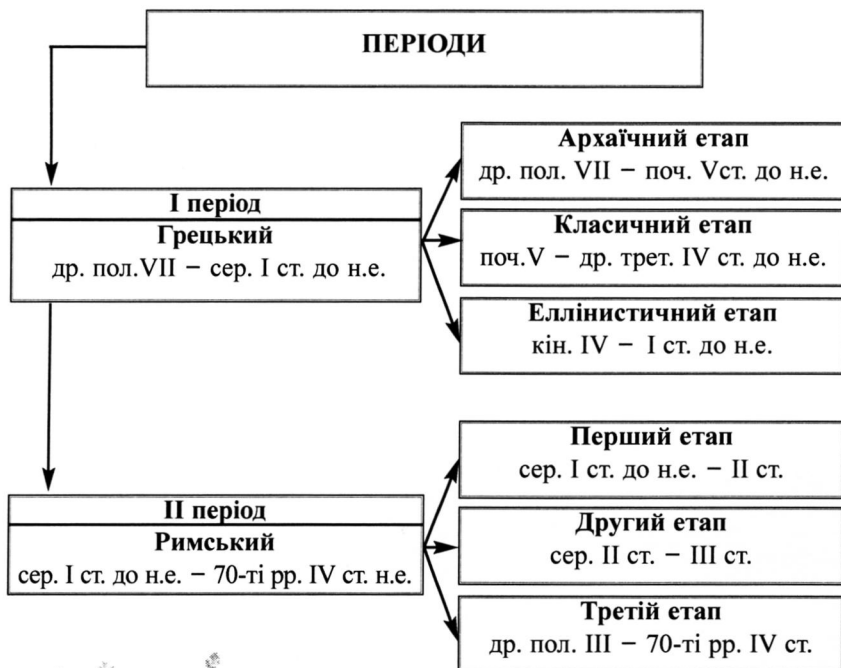 ПЕРІОДИ
Архаїчний етап
др. пол. VII – поч. Vст. до н.е.
І період
Грецький
др. пол.VII – сер. I ст. до н.е.
Класичний етап
поч.V – др. трет. IV ст. до н.е.
Еллінистичний етап
кін. IV – I ст. до н.е.
Перший етап
сер. I ст. до н.е. – II ст.
ІІ період
Римський
сер. I ст. до н.е. – 70-ті рр. IV ст. н.е.
Другий етап
сер. II ст. – III ст.
Третій етап
др. пол. III – 70-ті рр. IV ст.